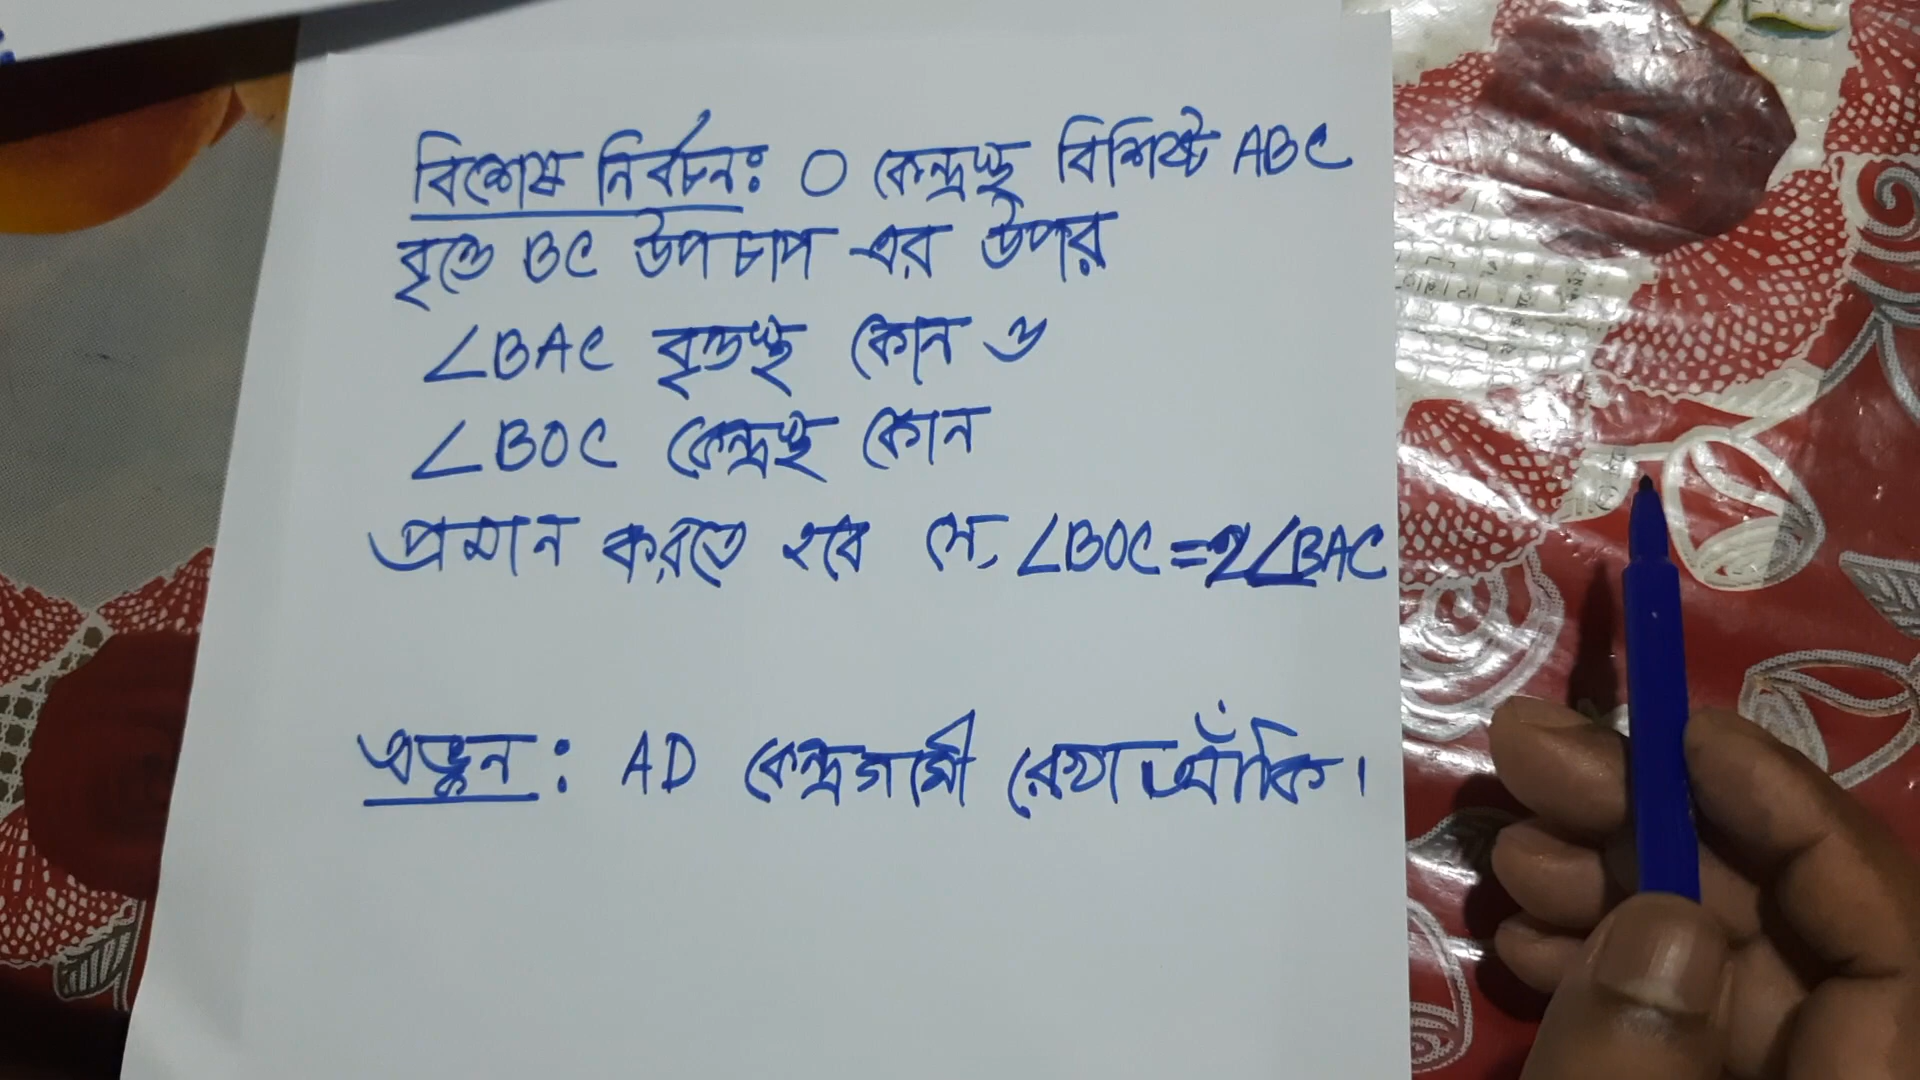 বিশেষ নির্বচনঃ O কেন্দ্রস্থ বিশিষ্ট ABC
বৃত্তে BC উপচাপ এর উপর
∠BAC বৃত্তস্থ কোন ও
∠BOC কেন্দ্রস্থ কোন
প্রমান করতে হবে যে, ∠BOC=2∠BAC
অঙ্কন: AD কেন্দ্রগামী রেখা আঁকি।